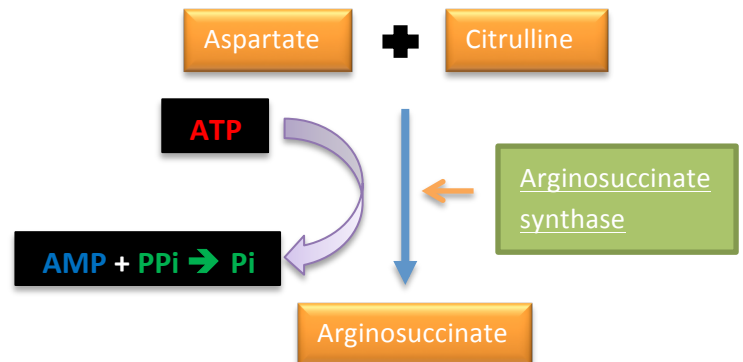 Aspartate
Citrulline
ATP
Arginosuccinate
synthase
AMP + PPi ➔ Pi
Arginosuccinate